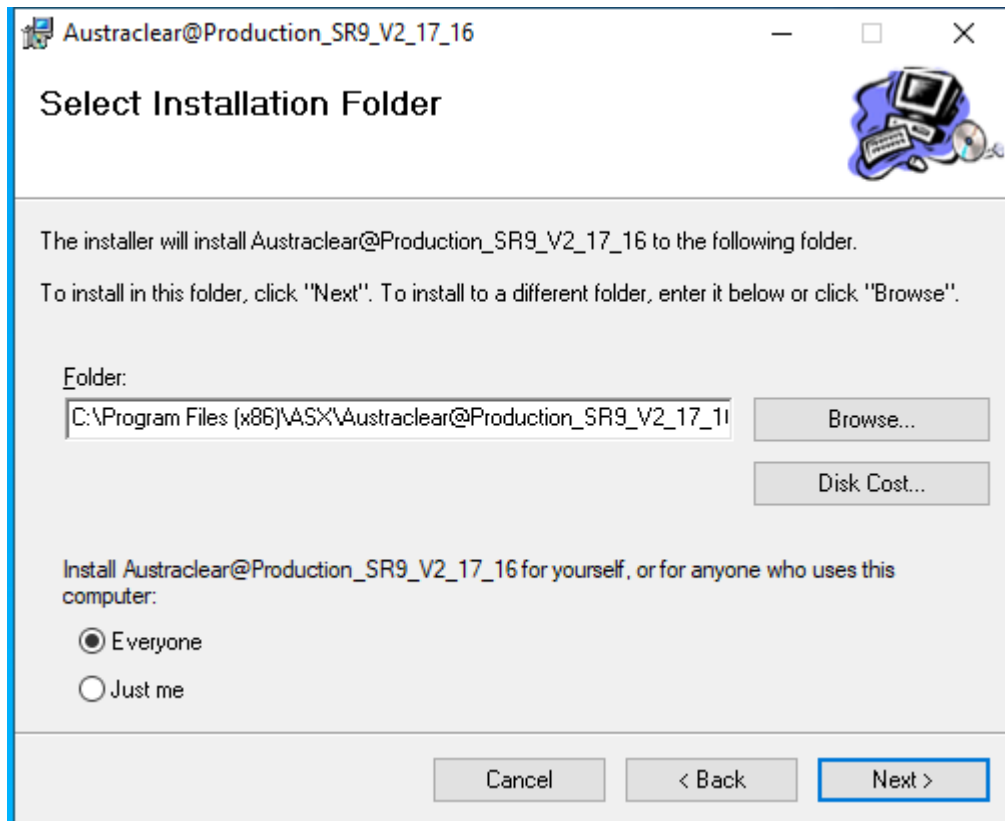 Austraclear@Production_SR9_V2_17_16
Select Installation Folder
The installer will install Austraclear@Production_SR9_V2_17_16 to the following folder.
To install in this folder, click "Next". To install to a different folder, enter it below or click "Browse".
Folder:
C:\Program Files (x86)\ASX\Austraclear@Production_SR9_V2_17_1
Browse...
Disk Cost...
Install Austraclear@Production_SR9_V2_17_16 for yourself, or for anyone who uses this
computer:
Everyone
Just me
Cancel
< Back
Next >